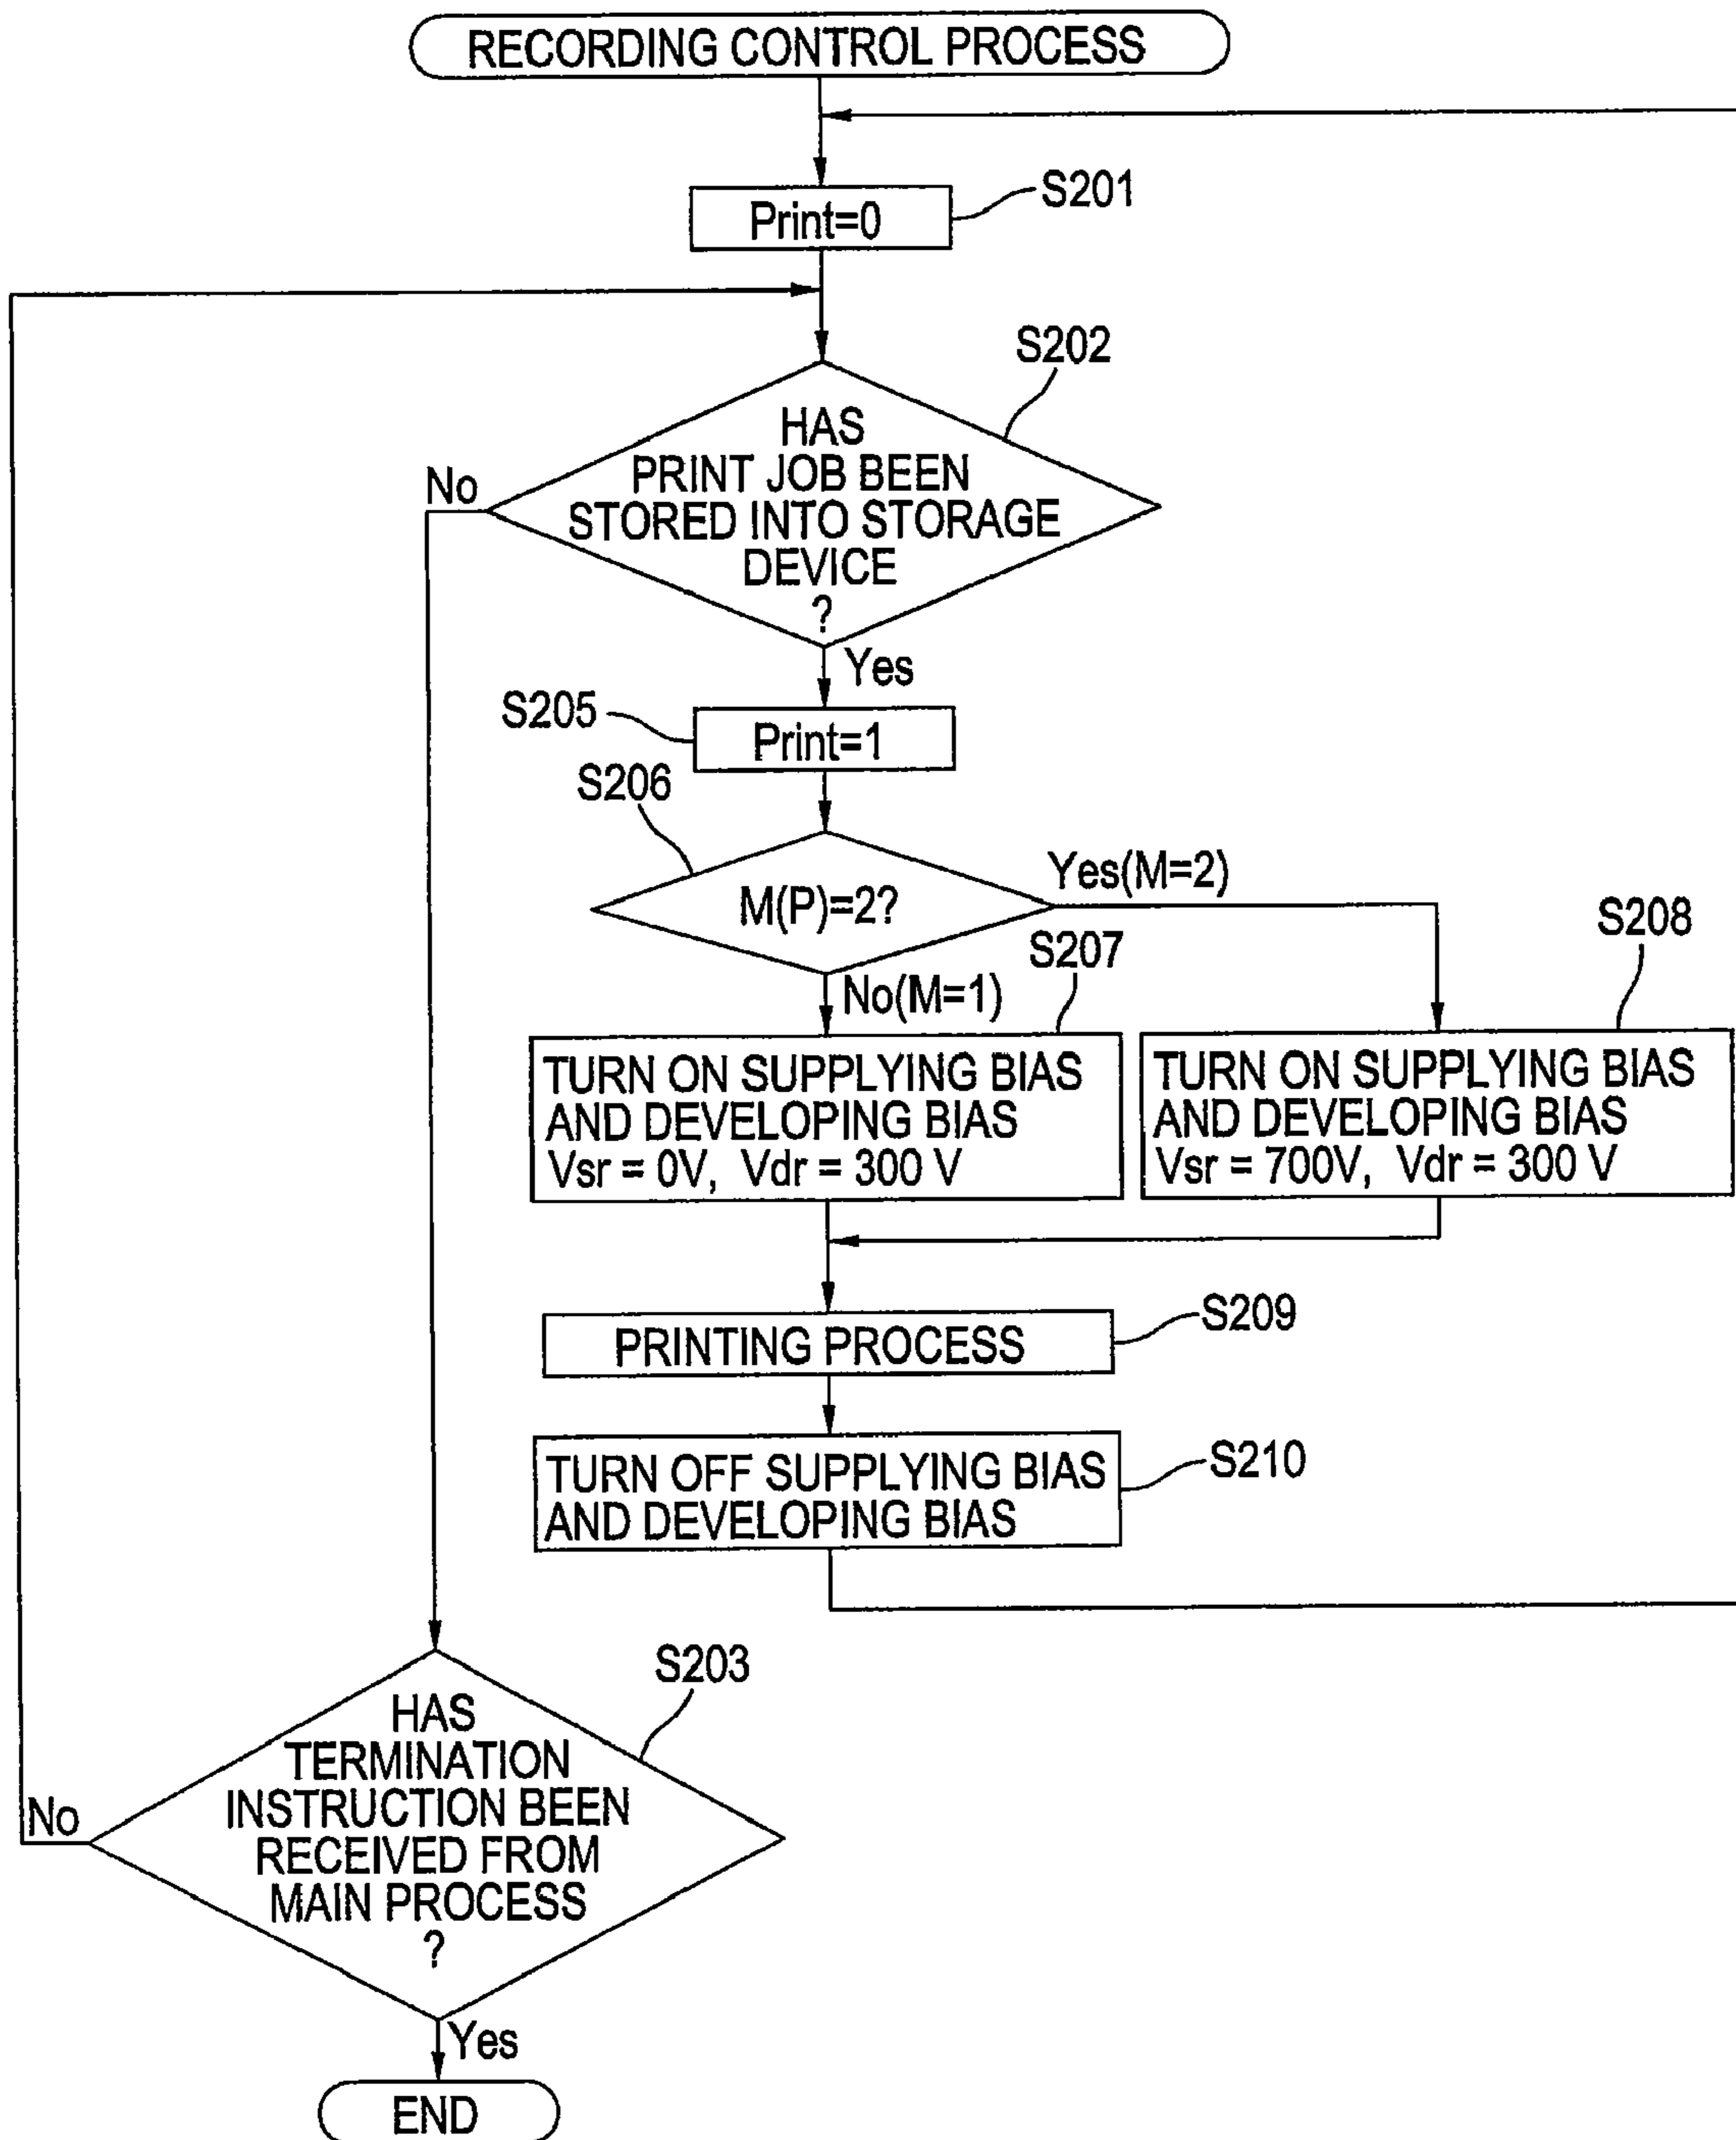 RECORDING CONTROL PROCESS
S201
Print=0
S202
HAS
PRINT JOB BEEN
STORED INTO STORAGE
DEVICE
?
No
Yes
S205
Print=1
S206
M(P)=2?
Yes(M=2)
No(M=1)
S207
TURN ON SUPPLYING BIAS
AND DEVELOPING BIAS
Vsr = 0V, Vdr = 300 V
S208
TURN ON SUPPLYING BIAS
AND DEVELOPING BIAS
Vsr = 700V, Vdr = 300 V
S209
PRINTING PROCESS
S210
TURN OFF SUPPLYING BIAS
AND DEVELOPING BIAS
S203
HAS
TERMINATION
INSTRUCTION BEEN
RECEIVED FROM
MAIN PROCESS
?
No
Yes
END